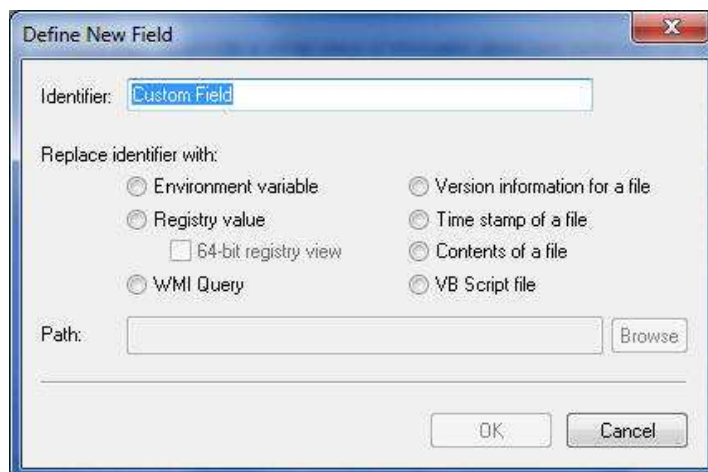 Define New Field
Identifier: Custom Field
Replace identifier with:
Environment variable
Version information for a file
Registry value
Time stamp of a file
64-bit registry view
Contents of a file
WMI Query
VB Script file
Path:
Browse
OK
Cancel